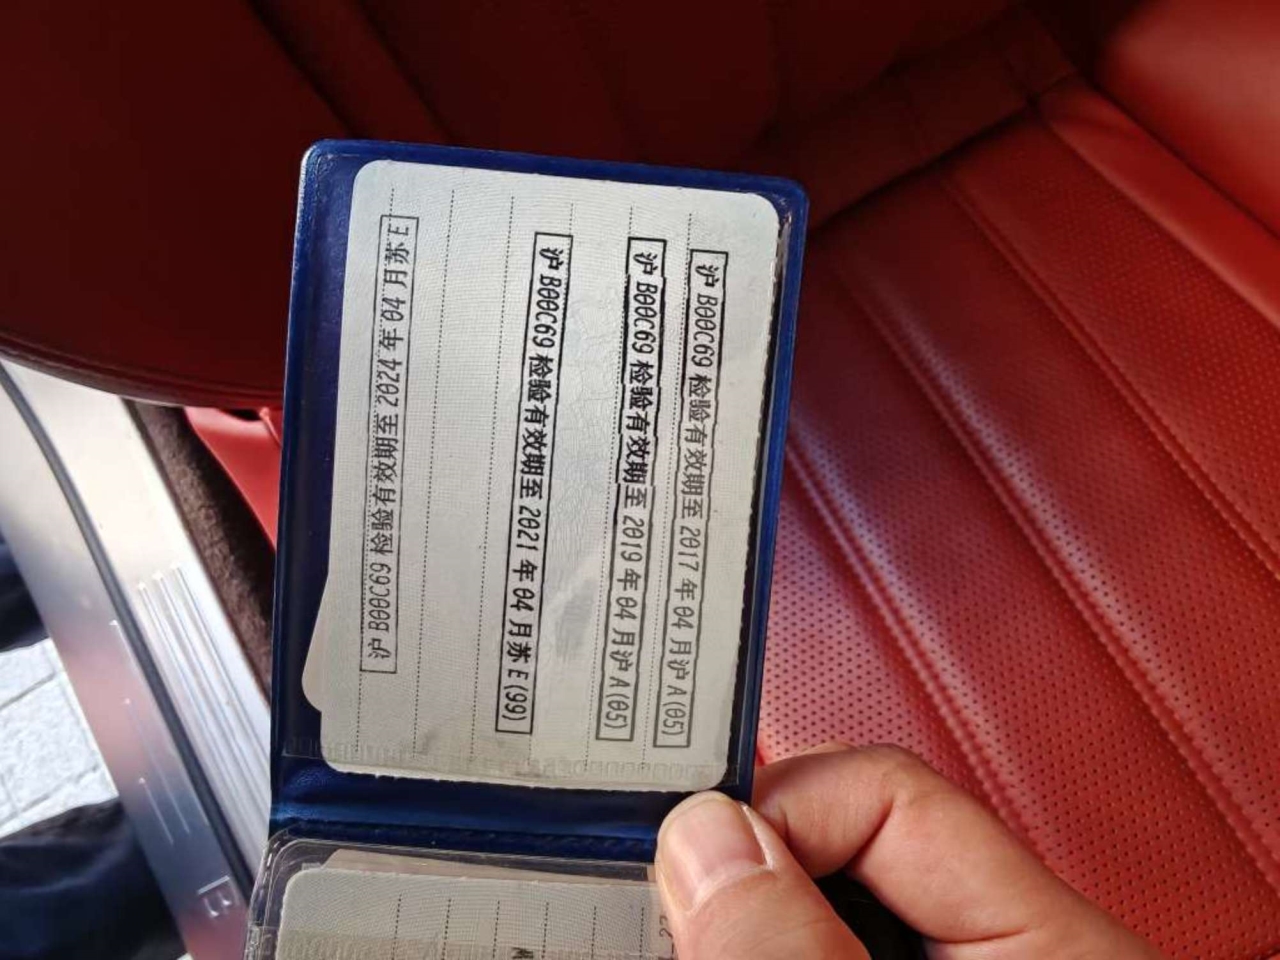 沪 B00C69 检验有效期至 2017 年 04 月沪 A(05)
沪 B00C69 检验有效期至 2019 年 04 月沪 A(05)
沪 B00C69 检验有效期至 2021 年 04 月苏 E(99)
沪 B00C69 检验有效期至 2024 年 04 月苏 E